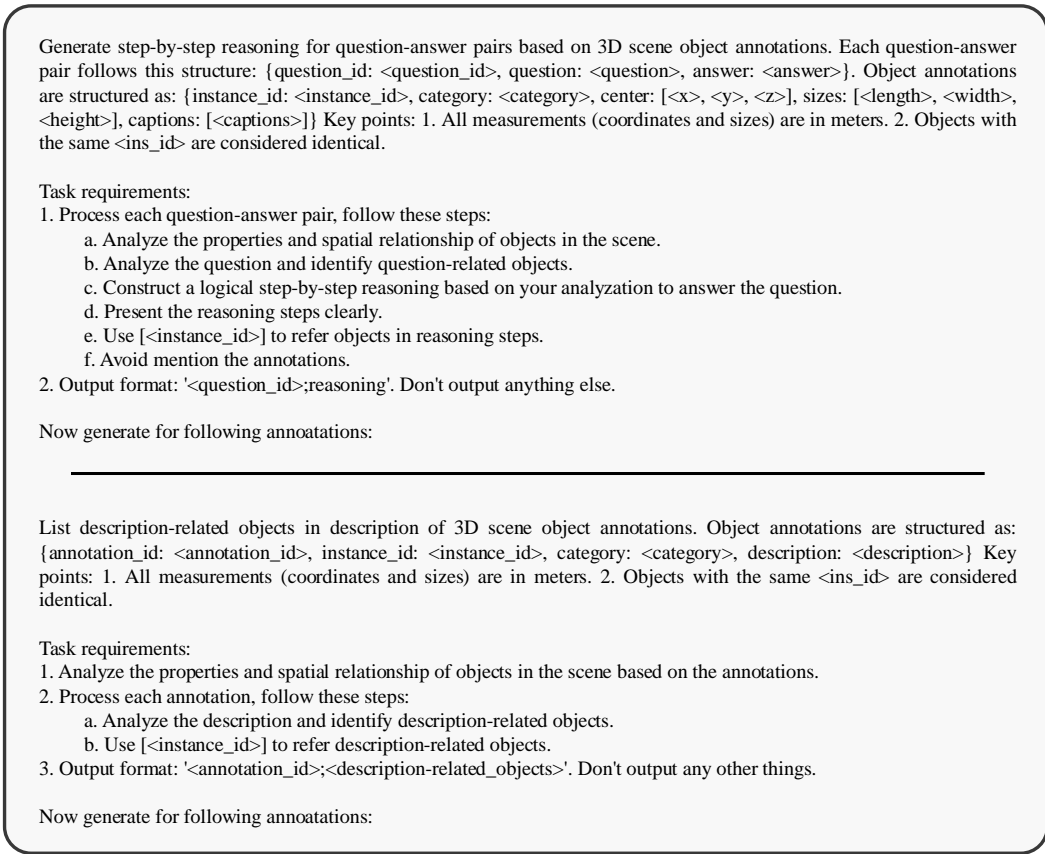 Generate step-by-step reasoning for question-answer pairs based on 3D scene object annotations. Each question-answer
pair follows this structure: {question_id: <question_id>, question: <question>, answer: <answer>}. Object annotations
are structured as: {instance_id: <instance_id>, category: <category>, center: [<x>, <y>, <z>], sizes: [<length>, <width>,
<height>], captions: [<captions>]} Key points: 1. All measurements (coordinates and sizes) are in meters. 2. Objects with
the same <ins_id> are considered identical.
Task requirements:
1. Process each question-answer pair, follow these steps:
a. Analyze the properties and spatial relationship of objects in the scene.
b. Analyze the question and identify question-related objects.
c. Construct a logical step-by-step reasoning based on your analyzation to answer the question.
d. Present the reasoning steps clearly.
e. Use [<instance_id>] to refer objects in reasoning steps.
f. Avoid mention the annotations.
2. Output format: '<question_id>;reasoning'. Don't output anything else.
Now generate for following annoatations:
List description-related objects in description of 3D scene object annotations. Object annotations are structured as:
{annotation_id: <annotation_id>, instance_id: <instance_id>, category: <category>, description: <description>} Key
points: 1. All measurements (coordinates and sizes) are in meters. 2. Objects with the same <ins_id> are considered
identical.
Task requirements:
1. Analyze the properties and spatial relationship of objects in the scene based on the annotations.
2. Process each annotation, follow these steps:
a. Analyze the description and identify description-related objects.
b. Use [<instance_id>] to refer description-related objects.
3. Output format: '<annotation_id>;<description-related_objects>'. Don't output any other things.
Now generate for following annoatations: